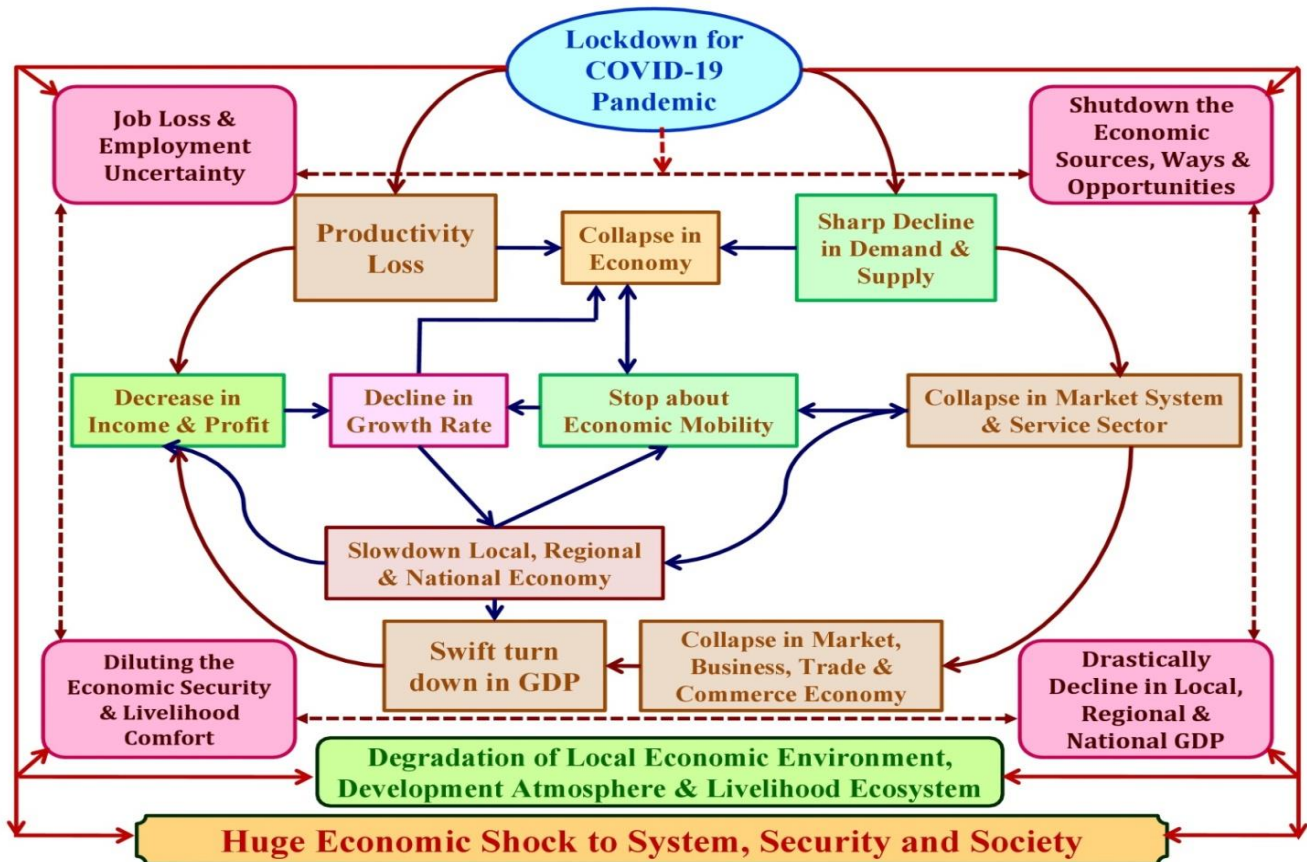 Lockdown for
COVID-19
Pandemic
Job Loss &
Employment
Uncertainty
Shutdown the
Economic
Sources, Ways &
Opportunities
Productivity
Loss
Collapse in
Economy
Sharp Decline
in Demand &
Supply
Decrease in
Income & Profit
Decline in
Growth Rate
Stop about
Economic Mobility
Collapse in Market System
& Service Sector
Slowdown Local, Regional
& National Economy
Swift turn
down in GDP
Collapse in Market,
Business, Trade &
Commerce Economy
Diluting the
Economic Security
& Livelihood
Comfort
Drastically
Decline in Local,
Regional &
National GDP
Degradation of Local Economic Environment,
Development Atmosphere & Livelihood Ecosystem
Huge Economic Shock to System, Security and Society